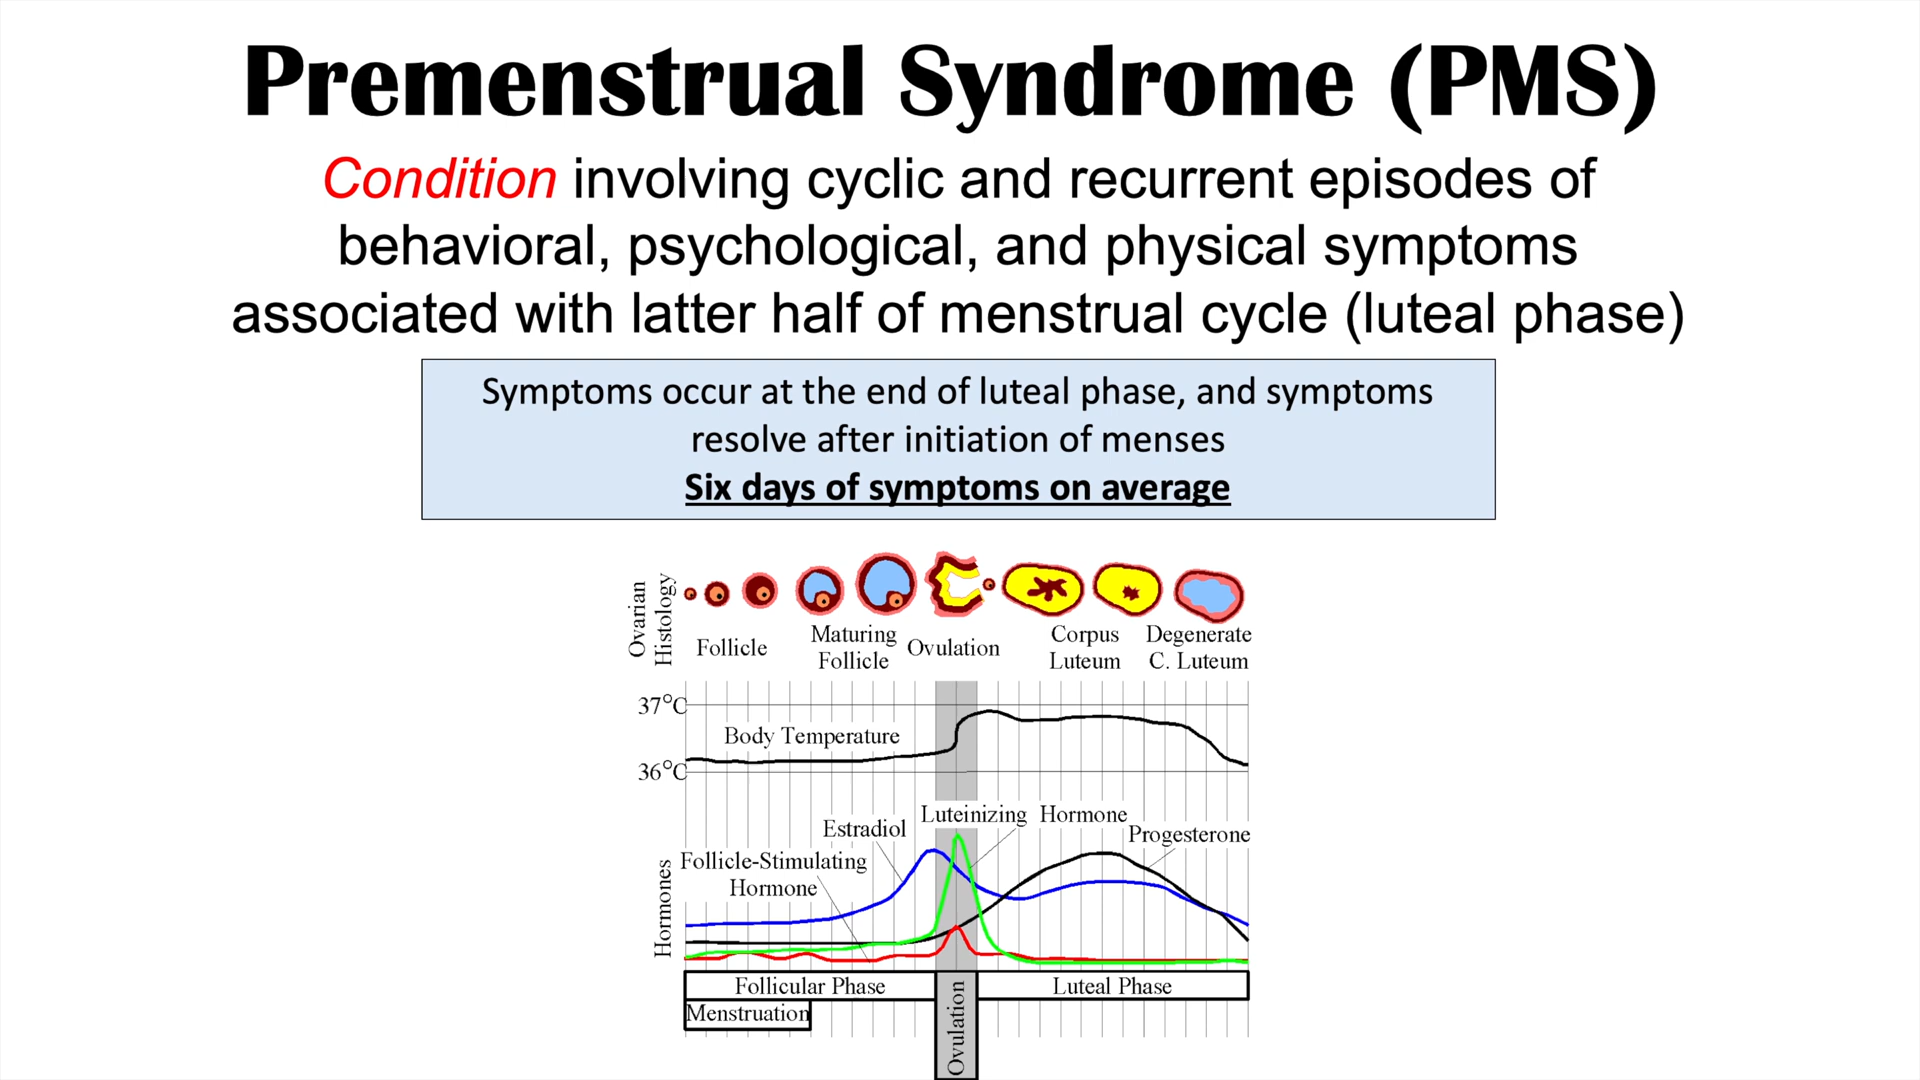 Premenstrual Syndrome (PMS)
Condition involving cyclic and recurrent episodes of
behavioral, psychological, and physical symptoms
associated with latter half of menstrual cycle (luteal phase)
Symptoms occur at the end of luteal phase, and symptoms
resolve after initiation of menses
Six days of symptoms on average
Ovarian
Histology
Follicle
Maturing
Follicle
Ovulation
Corpus
Luteum
Degenerate
C. Luteum
37°C
Body Temperature
36°C
Luteinizing Hormone
Estradiol
Progesterone
Follicle-Stimulating
Hormone
Hormones
Follicular Phase
Luteal Phase
Menstruation
Ovulation